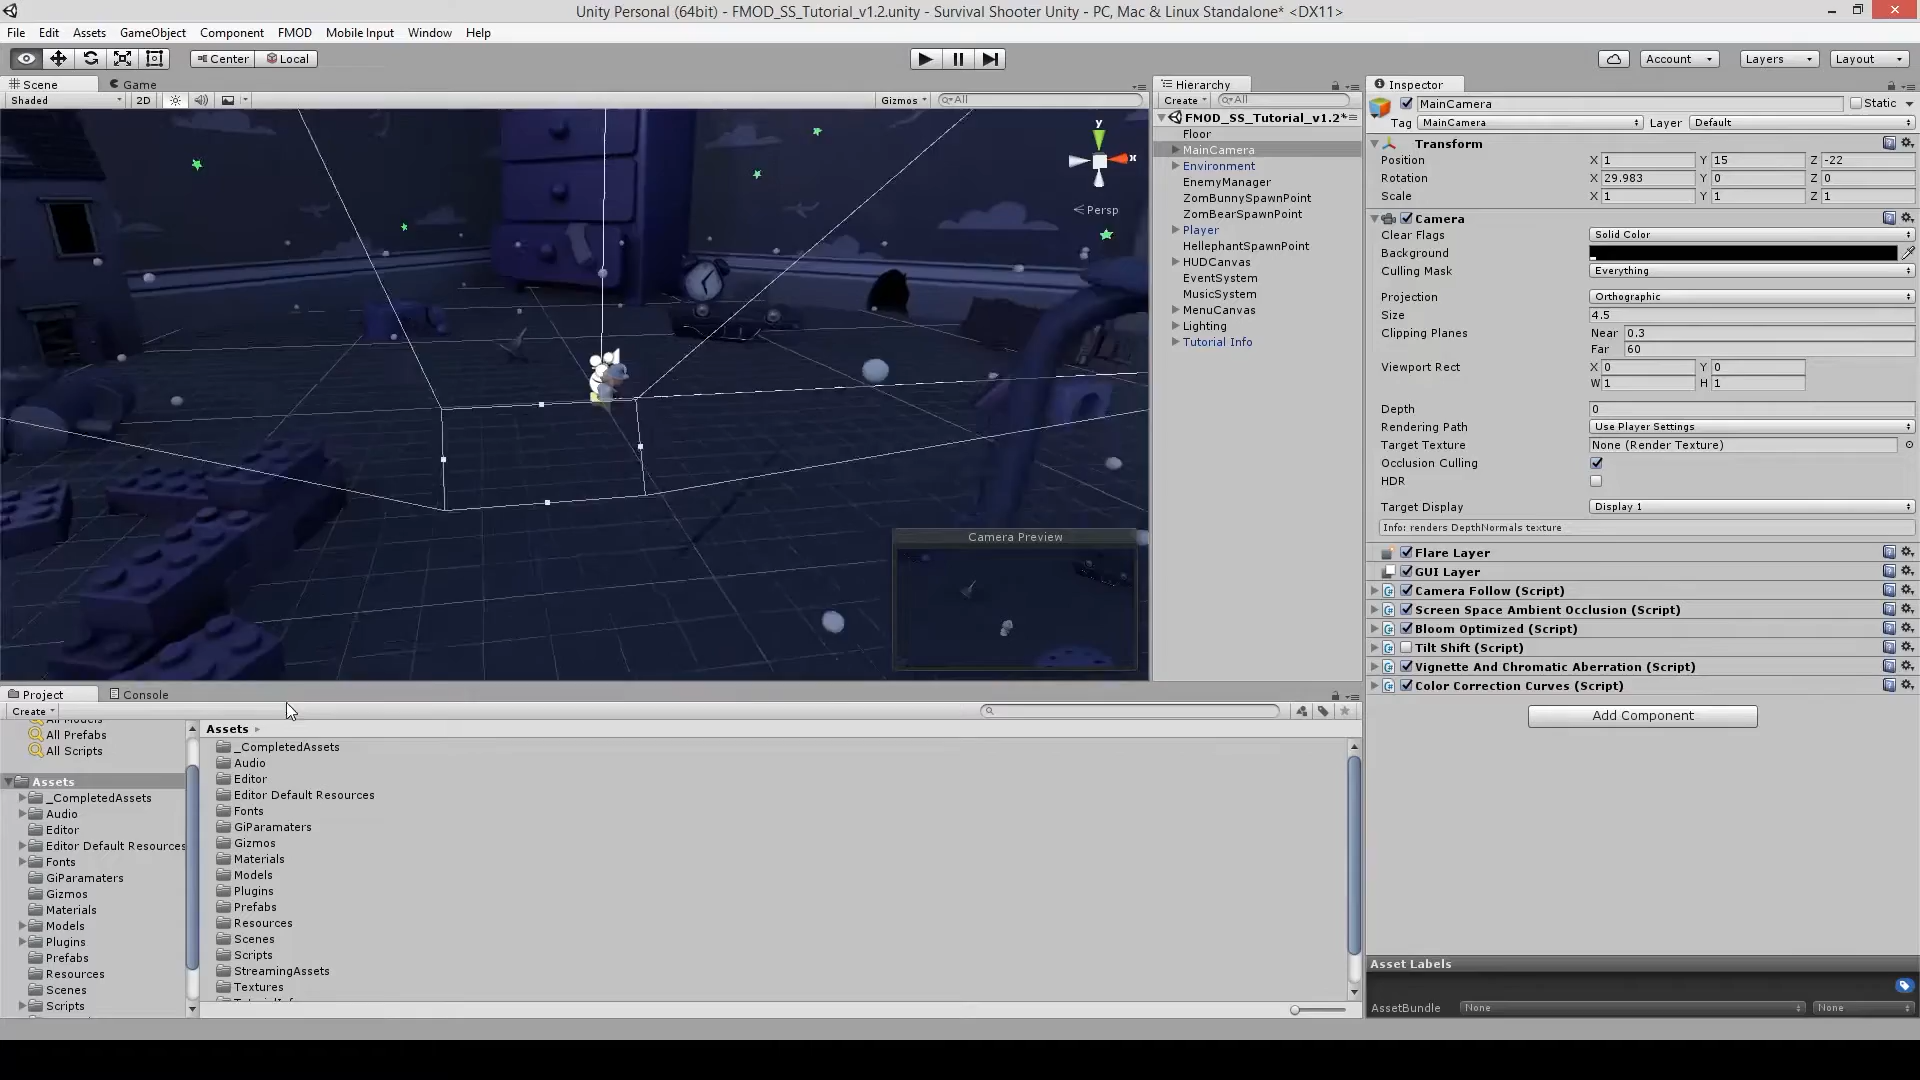 Unity Personal (64bit) - FMOD_SS_Tutorial_v1.2.unity - Survival Shooter Unity - PC, Mac & Linux Standalone* <DX11>
File Edit Assets GameObject Component FMOD Mobile Input Window Help
Center Local Account Layers Layout
Scene Game
Shaded 2D Gizmos All
y
x
Persp
Camera Preview
Hierarchy
Create All
FMOD_SS_Tutorial_v1.2*
Floor
MainCamera
Environment
EnemyManager
ZomBunnySpawnPoint
ZomBearSpawnPoint
Player
HellephantSpawnPoint
HUDCanvas
EventSystem
MusicSystem
MenuCanvas
Lighting
Tutorial Info
Inspector
MainCamera Static
Tag MainCamera Layer Default
Transform
Position X 1 Y 15 Z -22
Rotation X 29.983 Y 0 Z 0
Scale X 1 Y 1 Z 1
Camera
Clear Flags Solid Color
Background
Culling Mask Everything
Projection Orthographic
Size 4.5
Clipping Planes Near 0.3
Far 60
Viewport Rect X 0 Y 0
W 1 H 1
Depth 0
Rendering Path Use Player Settings
Target Texture None (Render Texture)
Occlusion Culling
HDR
Target Display Display 1
Info: renders DepthNormals texture
Flare Layer
GUI Layer
Camera Follow (Script)
Screen Space Ambient Occlusion (Script)
Bloom Optimized (Script)
Tilt Shift (Script)
Vignette And Chromatic Aberration (Script)
Color Correction Curves (Script)
Add Component
Asset Labels
AssetBundle None None
Project Console
Create
All Models
All Prefabs
All Scripts
Assets
_CompletedAssets
Audio
Editor
Editor Default Resources
Fonts
GiParamaters
Gizmos
Materials
Models
Plugins
Prefabs
Resources
Scenes
Scripts
Assets
_CompletedAssets
Audio
Editor
Editor Default Resources
Fonts
GiParamaters
Gizmos
Materials
Models
Plugins
Prefabs
Resources
Scenes
Scripts
StreamingAssets
Textures